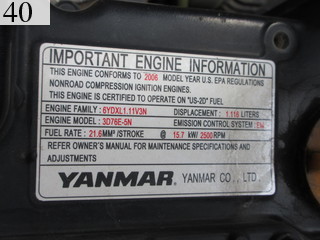 40
IMPORTANT ENGINE INFORMATION
THIS ENGINE CONFORMS TO 2006 MODEL YEAR U.S. EPA REGULATIONS
NONROAD COMPRESSION IGNITION ENGINES.
THIS ENGINE IS CERTIFIED TO OPERATE ON "US-2D" FUEL
ENGINE FAMILY: 6YDXL1.11V3N DISPLACEMENT: 1.116 LITERS
ENGINE MODEL: 3D76E-5N EMISSION CONTROL SYSTEM: EM
FUEL RATE: 21.6MM³/STROKE @ 15.7 kW/ 2500RPM
REFER OWNER'S MANUAL FOR MAINTENANCE SPECIFICATIONS AND
ADJUSTMENTS
YANMAR YANMAR CO., LTD.